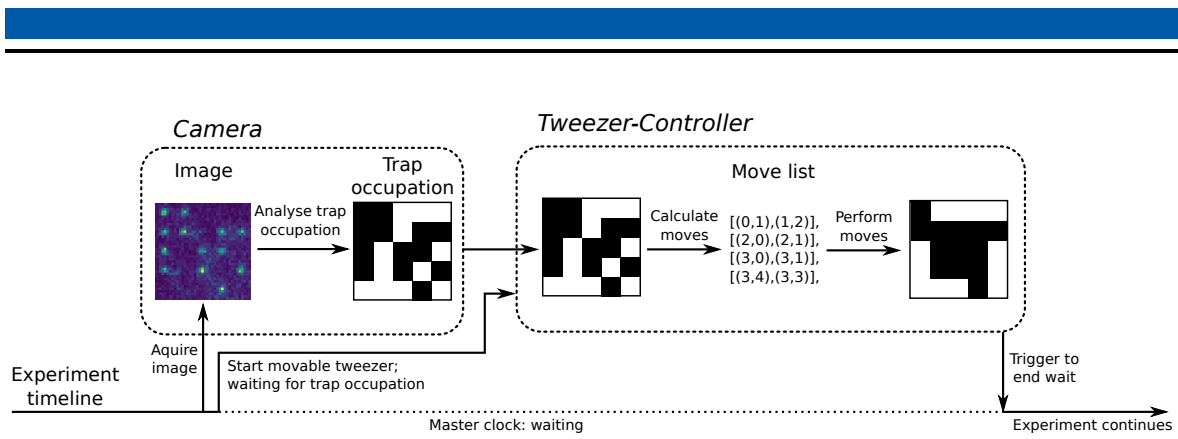 Camera
Image
Trap
occupation
Analyse trap
occupation
Tweezer-Controller
Move list
Calculate
moves
[(0,1),(1,2)],
[(2,0),(2,1)],
[(3,0),(3,1)],
[(3,4),(3,3)],
Perform
moves
Aquire
image
Start movable tweezer;
waiting for trap occupation
Trigger to
end wait
Experiment
timeline
Master clock: waiting
Experiment continues